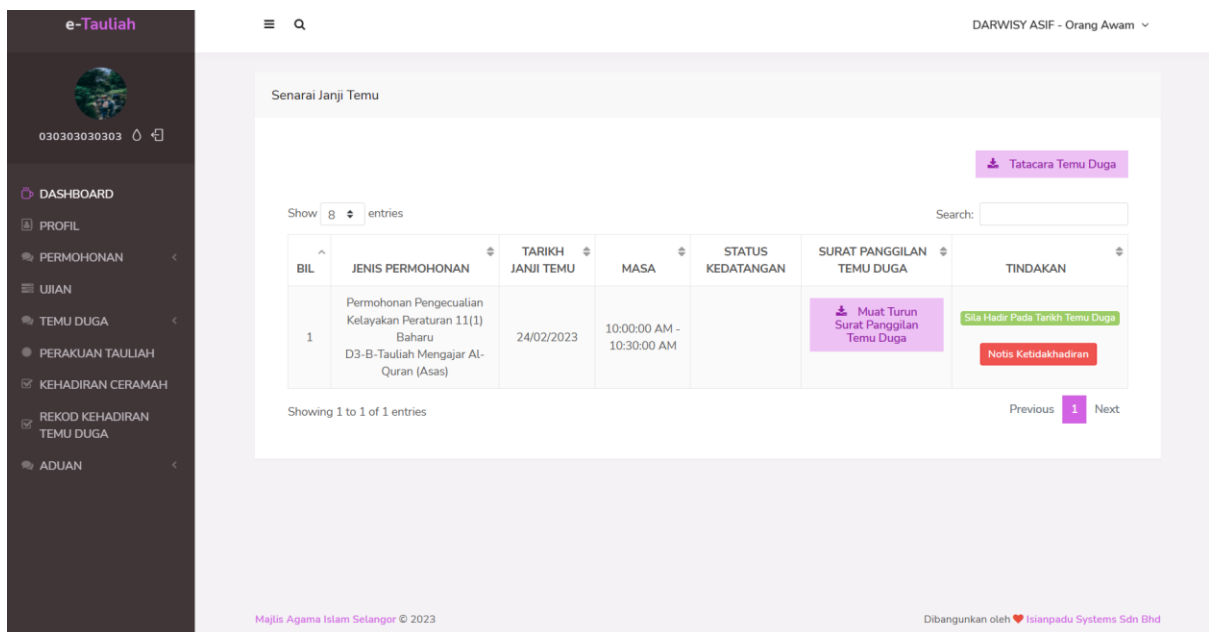 e-Tauliah
DARWISY ASIF - Orang Awam
030303030303
DASHBOARD
PROFIL
PERMOHONAN
UJIAN
TEMU DUGA
PERAKUAN TAULIAH
KEHADIRAN CERAMAH
REKOD KEHADIRAN
TEMU DUGA
ADUAN
Senarai Janji Temu
Tatacara Temu Duga
Show 8 entries
Search:
BIL
JENIS PERMOHONAN
TARIKH
JANJI TEMU
MASA
STATUS
KEDATANGAN
SURAT PANGGILAN
TEMU DUGA
TINDAKAN
1
Permohonan Pengecualian
Kelayakan Peraturan 11(1)
Baharu
D3-B-Tauliah Mengajar Al-
Quran (Asas)
24/02/2023
10:00:00 AM -
10:30:00 AM
Muat Turun
Surat Panggilan
Temu Duga
Sila Hadir Pada Tarikh Temu Duga
Notis Ketidakhadiran
Showing 1 to 1 of 1 entries
Previous 1 Next
Majlis Agama Islam Selangor © 2023
Dibangunkan oleh ❤ Isianpadu Systems Sdn Bhd